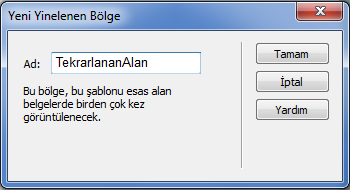 Yeni Yinelenen Bölge
Ad: TekrarlananAlan
Bu bölge, bu şablonu esas alan
belgelerde birden çok kez
görüntülenecek.
Tamam
İptal
Yardım